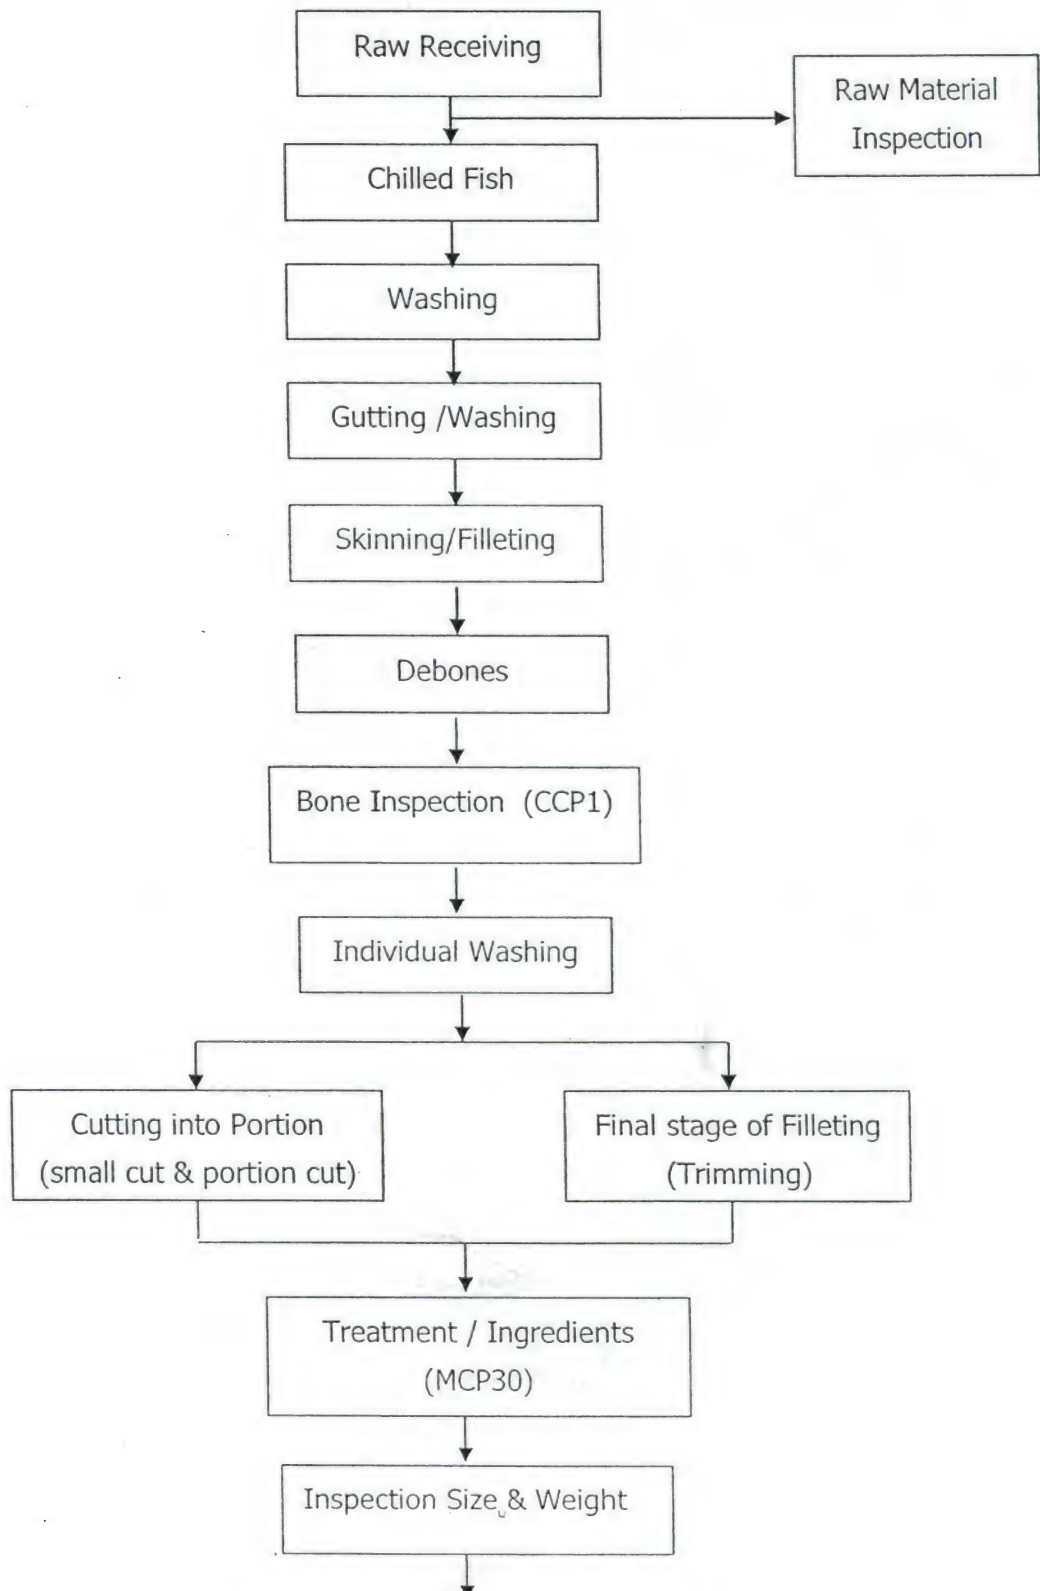 Raw Receiving
Raw Material
Inspection
Chilled Fish
Washing
Gutting /Washing
Skinning/Filleting
Debones
Bone Inspection (CCP1)
Individual Washing
Cutting into Portion
(small cut & portion cut)
Final stage of Filleting
(Trimming)
Treatment / Ingredients
(MCP30)
Inspection Size & Weight